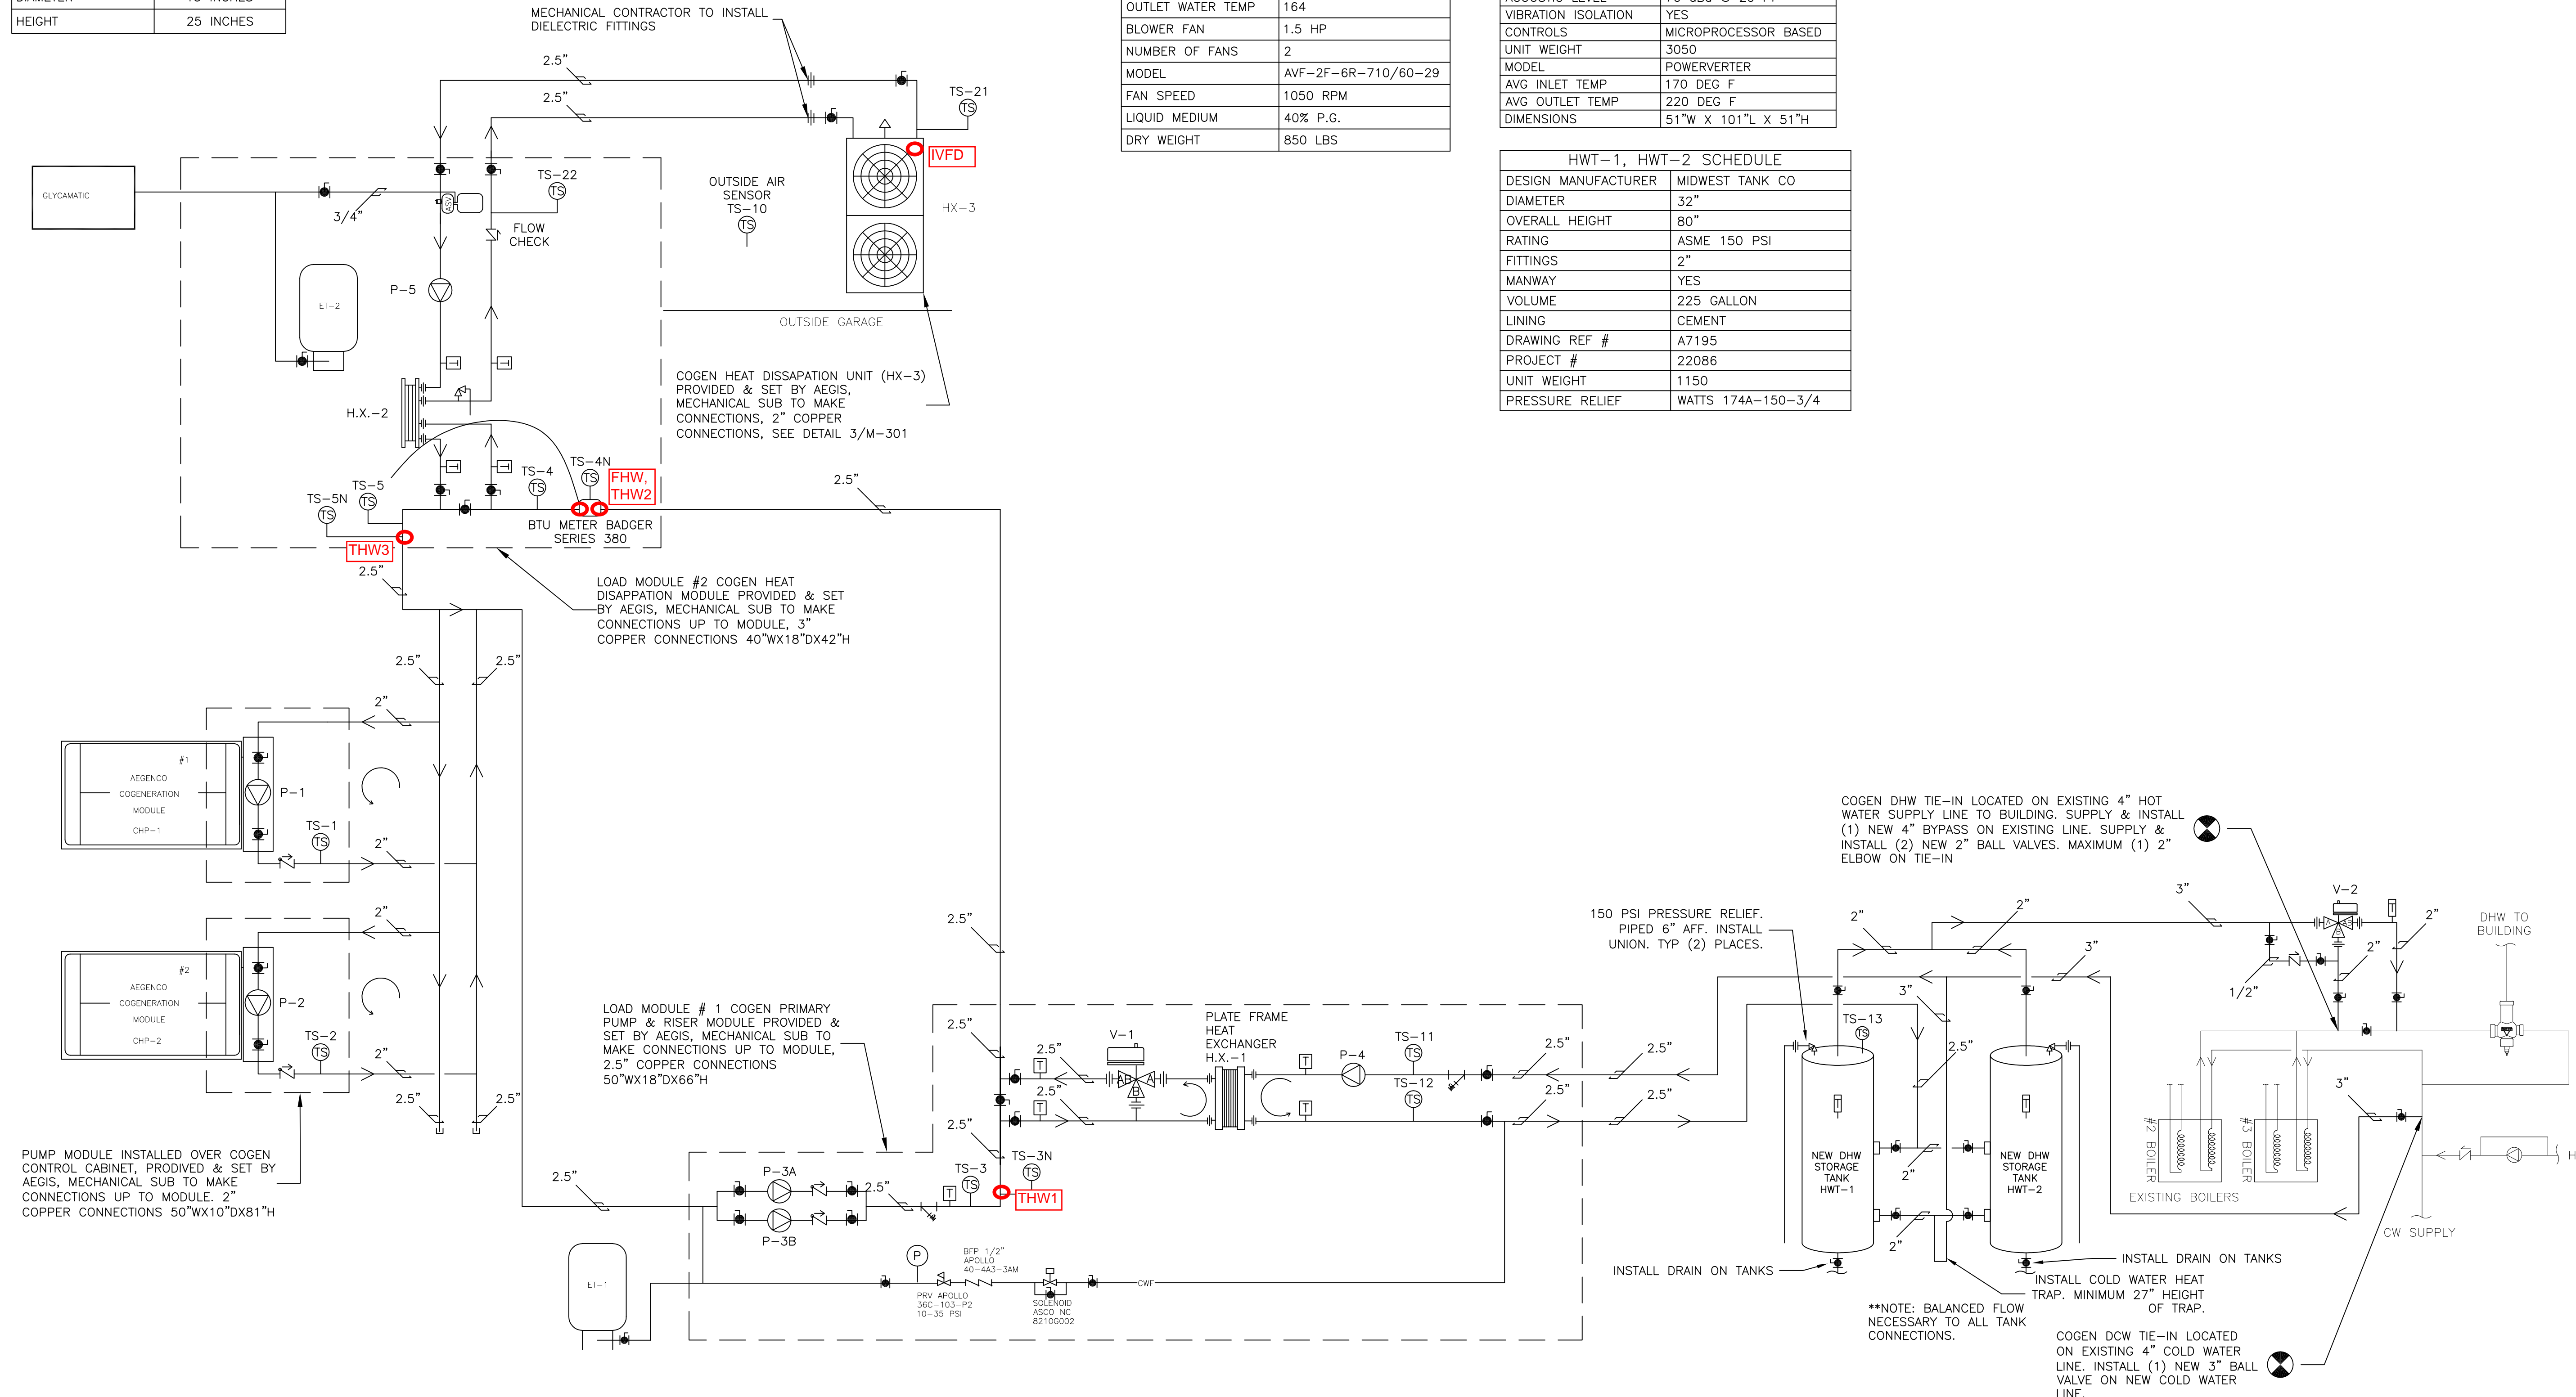 HEIGHT 25 INCHES
MECHANICAL CONTRACTOR TO INSTALL
DIELECTRIC FITTINGS
OUTLET WATER TEMP 164
BLOWER FAN 1.5 HP
NUMBER OF FANS 2
MODEL AVF-2F-6R-710/60-29
FAN SPEED 1050 RPM
LIQUID MEDIUM 40% P.G.
DRY WEIGHT 850 LBS
VIBRATION ISOLATION YES
CONTROLS MICROPROCESSOR BASED
UNIT WEIGHT 3050
MODEL POWERVERTER
AVG INLET TEMP 170 DEG F
AVG OUTLET TEMP 220 DEG F
DIMENSIONS 51"W X 101"L X 51"H
HWT-1, HWT-2 SCHEDULE
DESIGN MANUFACTURER MIDWEST TANK CO
DIAMETER 32"
OVERALL HEIGHT 80"
RATING ASME 150 PSI
FITTINGS 2"
MANWAY YES
VOLUME 225 GALLON
LINING CEMENT
DRAWING REF # A7195
PROJECT # 22086
UNIT WEIGHT 1150
PRESSURE RELIEF WATTS 174A-150-3/4
2.5"
2.5"
TS-21
TS
IVFD
GLYCAMATIC
3/4"
ASV
TS-22
TS
FLOW
CHECK
OUTSIDE AIR
SENSOR
TS-10
TS
HX-3
ET-2
P-5
OUTSIDE GARAGE
T
T
H.X.-2
COGEN HEAT DISSAPATION UNIT (HX-3)
PROVIDED & SET BY AEGIS,
MECHANICAL SUB TO MAKE
CONNECTIONS, 2" COPPER
CONNECTIONS, SEE DETAIL 3/M-301
T
T
TS-4
TS
TS-4N
TS
FHW,
THW2
TS-5
TS
TS-5N
TS
2.5"
BTU METER BADGER
SERIES 380
THW3
2.5"
LOAD MODULE #2 COGEN HEAT
DISAPPATION MODULE PROVIDED & SET
BY AEGIS, MECHANICAL SUB TO MAKE
CONNECTIONS UP TO MODULE, 3"
COPPER CONNECTIONS 40"WX18"DX42"H
2.5"
2.5"
2"
#1
AEGENCO
COGENERATION
MODULE
CHP-1
P-1
TS-1
TS
2"
2"
#2
AEGENCO
COGENERATION
MODULE
CHP-2
P-2
TS-2
TS
2"
2.5"
2.5"
PUMP MODULE INSTALLED OVER COGEN
CONTROL CABINET, PRODIVED & SET BY
AEGIS, MECHANICAL SUB TO MAKE
CONNECTIONS UP TO MODULE. 2"
COPPER CONNECTIONS 50"WX10"DX81"H
LOAD MODULE # 1 COGEN PRIMARY
PUMP & RISER MODULE PROVIDED &
SET BY AEGIS, MECHANICAL SUB TO
MAKE CONNECTIONS UP TO MODULE,
2.5" COPPER CONNECTIONS
50"WX18"DX66"H
2.5"
2.5"
2.5"
2.5"
2.5"
T
T
V-1
AB A
B
PLATE FRAME
HEAT
EXCHANGER
H.X.-1
T
T
P-4
TS-11
TS
TS-12
TS
2.5"
2.5"
2.5"
2.5"
2.5"
P-3A
P-3B
2.5"
T
TS-3
TS
TS-3N
TS
THW1
ET-1
P
PRV APOLLO
36C-103-P2
10-35 PSI
BFP 1/2"
APOLLO
40-4A3-3AM
SOLENOID
ASCO NC
8210G002
CWF
COGEN DHW TIE-IN LOCATED ON EXISTING 4" HOT
WATER SUPPLY LINE TO BUILDING. SUPPLY & INSTALL
(1) NEW 4" BYPASS ON EXISTING LINE. SUPPLY &
INSTALL (2) NEW 2" BALL VALVES. MAXIMUM (1) 2"
ELBOW ON TIE-IN
150 PSI PRESSURE RELIEF.
PIPED 6" AFF. INSTALL
UNION. TYP (2) PLACES.
2"
2"
3"
3"
3"
V-2
A AB
B
T
2"
2"
1/2"
DHW TO
BUILDING
TS-13
TS
2.5"
T
T
NEW DHW
STORAGE
TANK
HWT-1
NEW DHW
STORAGE
TANK
HWT-2
2"
2"
#2 BOILER
#3 BOILER
EXISTING BOILERS
3"
H
CW SUPPLY
INSTALL DRAIN ON TANKS
INSTALL DRAIN ON TANKS
INSTALL COLD WATER HEAT
TRAP. MINIMUM 27" HEIGHT
OF TRAP.
**NOTE: BALANCED FLOW
NECESSARY TO ALL TANK
CONNECTIONS.
COGEN DCW TIE-IN LOCATED
ON EXISTING 4" COLD WATER
LINE. INSTALL (1) NEW 3" BALL
VALVE ON NEW COLD WATER
LINE.